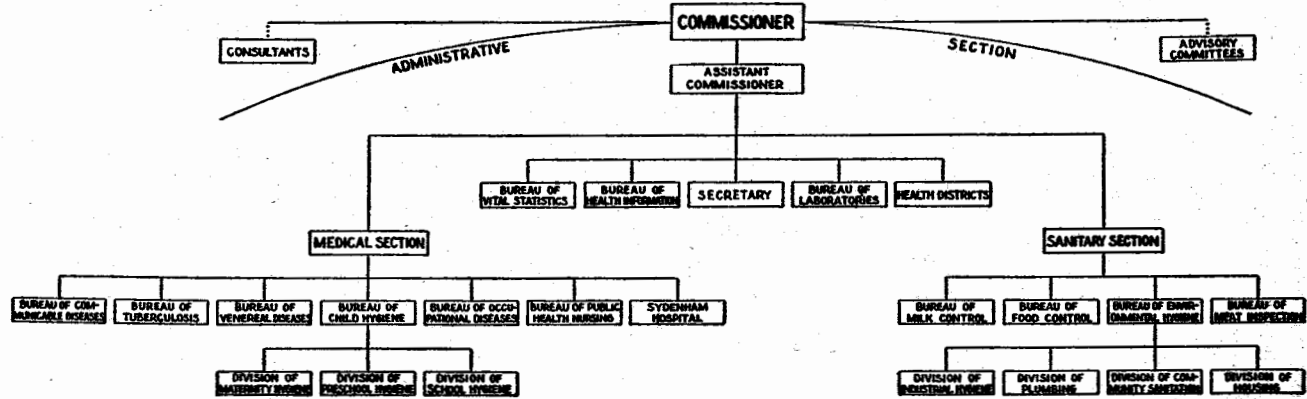 COMMISSIONER
CONSULTANTS
ADMINISTRATIVE
SECTION
ADVISORY
COMMITTEES
ASSISTANT
COMMISSIONER
BUREAU OF
VITAL STATISTICS
BUREAU OF
HEALTH INFORMATION
SECRETARY
BUREAU OF
LABORATORIES
HEALTH DISTRICTS
MEDICAL SECTION
SANITARY SECTION
BUREAU OF COM-
MUNICABLE DISEASES
BUREAU OF
TUBERCULOSIS
BUREAU OF
VENEREAL DISEASES
BUREAU OF
CHILD HYGIENE
BUREAU OF OCCU-
PATIONAL DISEASES
BUREAU OF PUBLIC
HEALTH NURSING
SYDENHAM
HOSPITAL
BUREAU OF
MILK CONTROL
BUREAU OF
FOOD CONTROL
BUREAU OF ENVIR-
ONMENTAL HYGIENE
BUREAU OF
MEAT INSPECTION
DIVISION OF
MATERNITY HYGIENE
DIVISION OF
PRESCHOOL HYGIENE
DIVISION OF
SCHOOL HYGIENE
DIVISION OF
INDUSTRIAL HYGIENE
DIVISION OF
PLUMBING
DIVISION OF COM-
MUNITY SANITATION
DIVISION OF
HOUSING